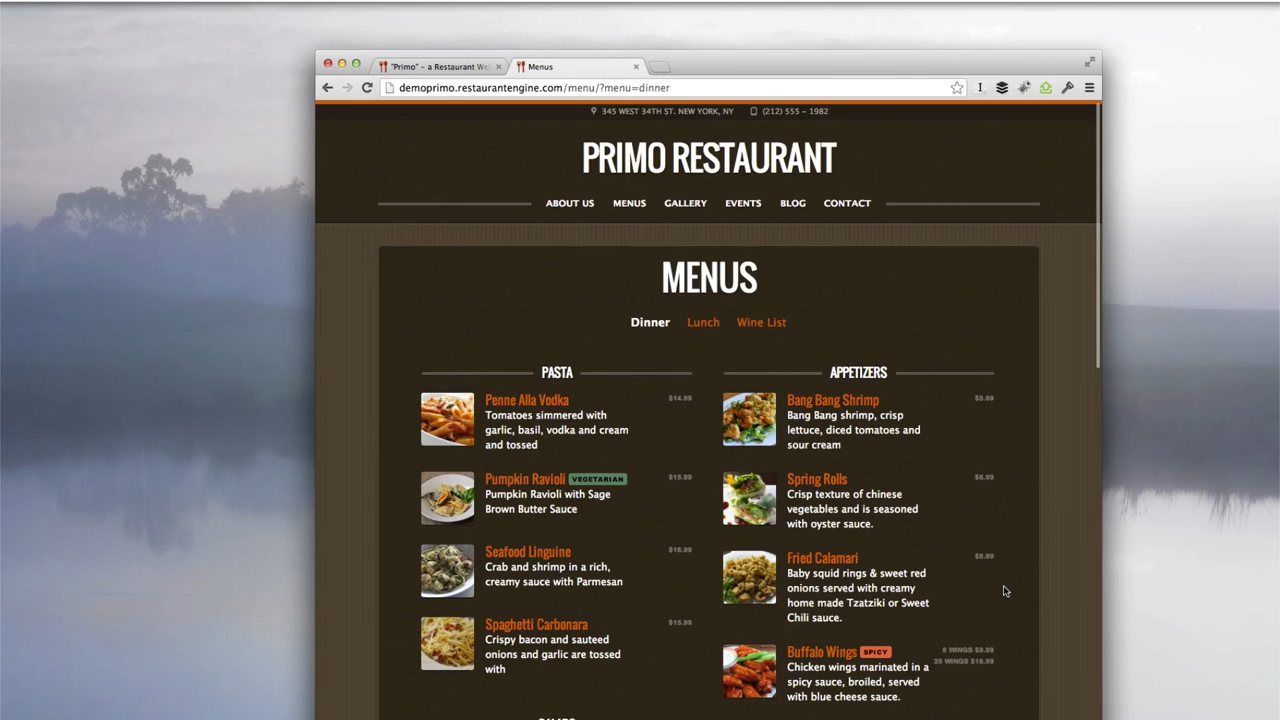 "Primo" – a Restaurant We
Menus
demoprimo.restaurantengine.com/menu/?menu=dinner
345 WEST 34TH ST. NEW YORK, NY (212) 555 – 1982
PRIMO RESTAURANT
ABOUT US MENUS GALLERY EVENTS BLOG CONTACT
MENUS
Dinner Lunch Wine List
PASTA
Penne Alla Vodka $14.99
Tomatoes simmered with
garlic, basil, vodka and cream
and tossed
Pumpkin Ravioli VEGETARIAN $15.99
Pumpkin Ravioli with Sage
Brown Butter Sauce
Seafood Linguine $16.99
Crab and shrimp in a rich,
creamy sauce with Parmesan
Spaghetti Carbonara $15.99
Crispy bacon and sauteed
onions and garlic are tossed
with
APPETIZERS
Bang Bang Shrimp
Bang Bang shrimp, crisp
lettuce, diced tomatoes and
sour cream
Spring Rolls
Crisp texture of chinese
vegetables and is seasoned
with oyster sauce.
Fried Calamari
Baby squid rings & sweet red
onions served with creamy
home made Tzatziki or Sweet
Chili sauce.
Buffalo Wings SPICY
Chicken wings marinated in a
spicy sauce, broiled, served
with blue cheese sauce.